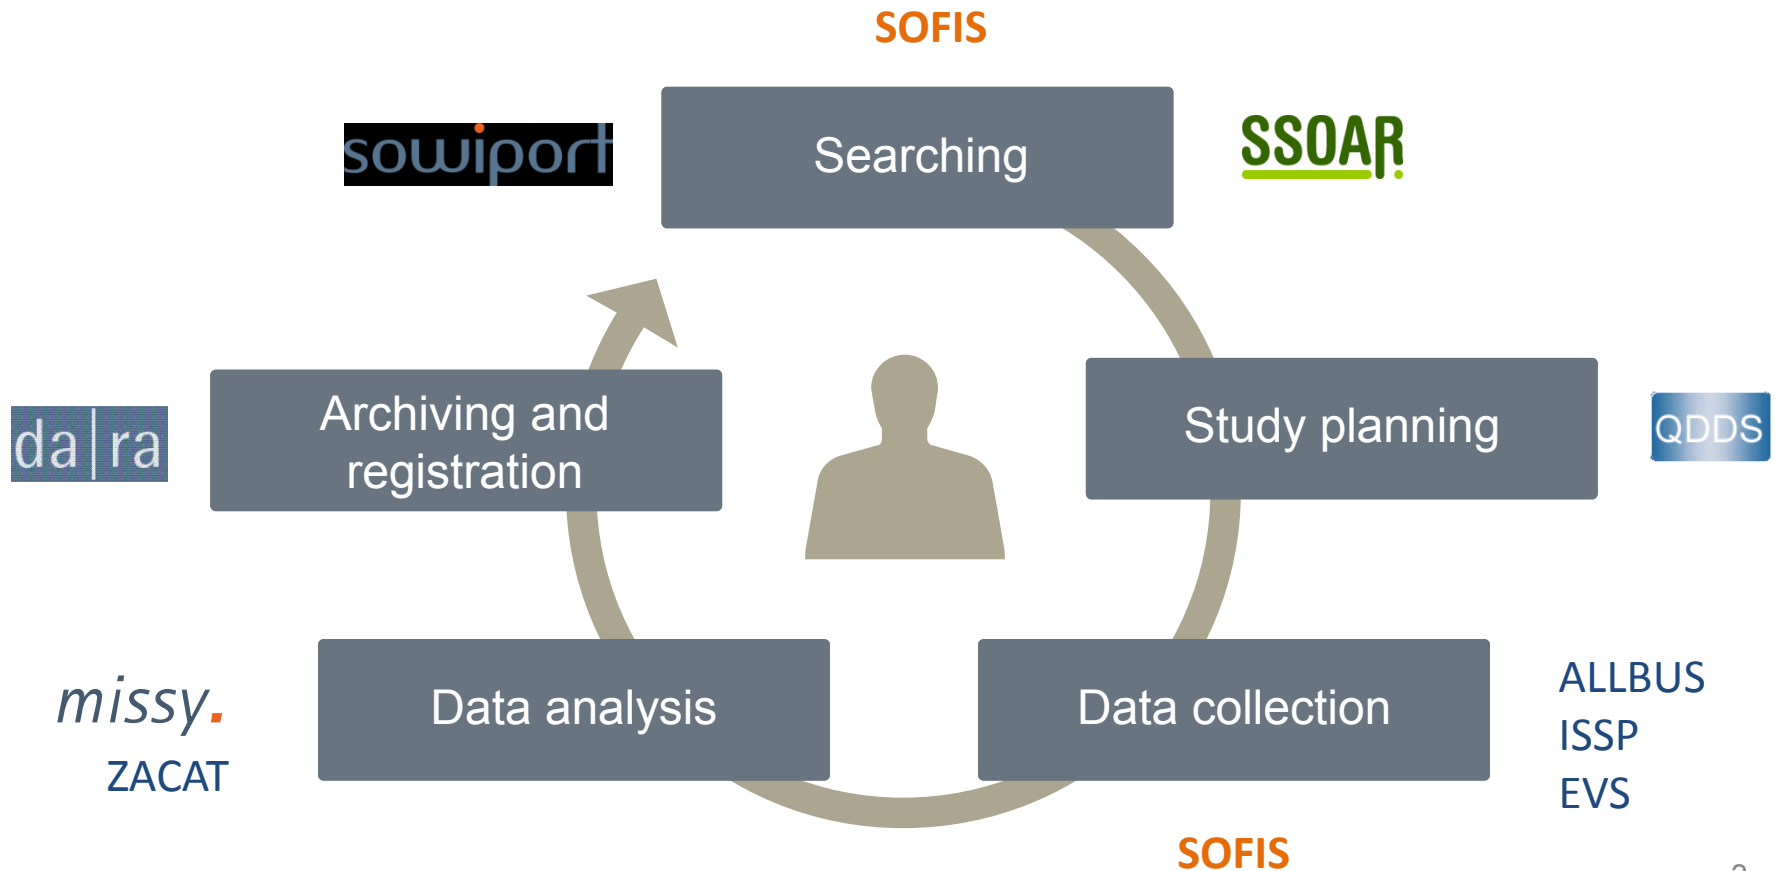 SOFIS
sowiport
Searching
SSOAR
da|ra
Archiving and
registration
Study planning
QDDS
missy.
ZACAT
Data analysis
Data collection
ALLBUS
ISSP
EVS
SOFIS